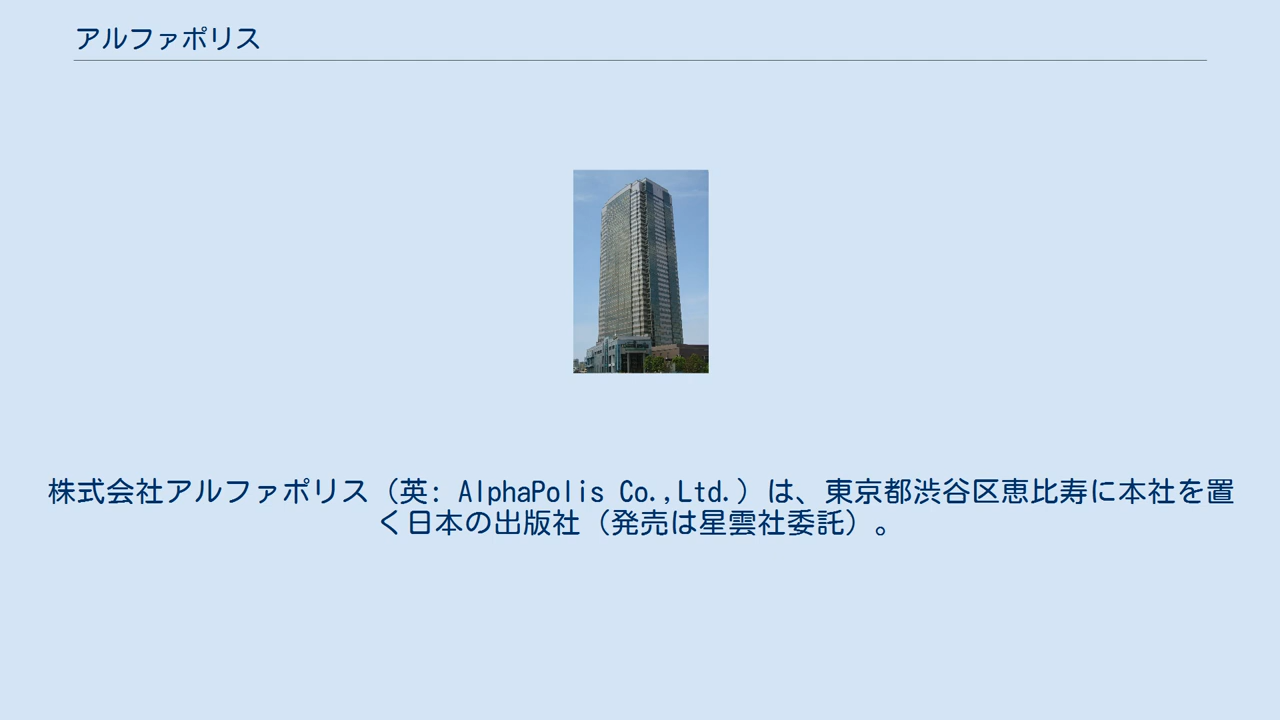 アルファポリス
株式会社アルファポリス（英: AlphaPolis Co.,Ltd.）は、東京都渋谷区恵比寿に本社を置
く日本の出版社（発売は星雲社委託）。